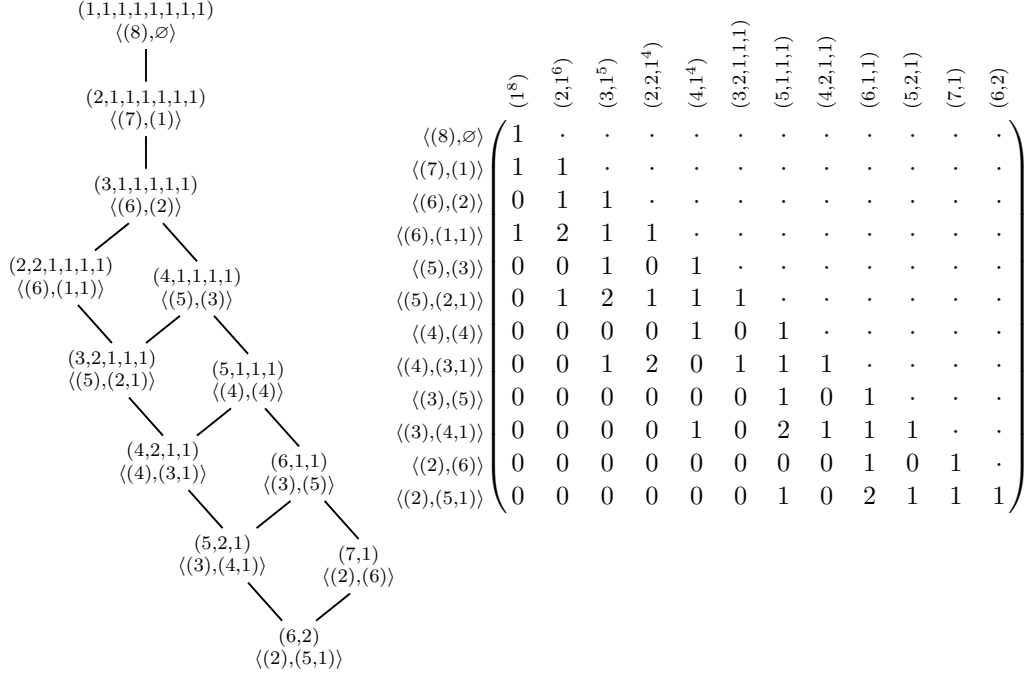 (1,1,1,1,1,1,1,1)
⟨(8),∅⟩
(2,1,1,1,1,1,1)
⟨(7),(1)⟩
(3,1,1,1,1,1)
⟨(6),(2)⟩
(2,2,1,1,1,1)
⟨(6),(1,1)⟩
(4,1,1,1,1)
⟨(5),(3)⟩
(3,2,1,1,1)
⟨(5),(2,1)⟩
(5,1,1,1)
⟨(4),(4)⟩
(4,2,1,1)
⟨(4),(3,1)⟩
(6,1,1)
⟨(3),(5)⟩
(5,2,1)
⟨(3),(4,1)⟩
(7,1)
⟨(2),(6)⟩
(6,2)
⟨(2),(5,1)⟩
(1⁸) (2,1⁶) (3,1⁵) (2,2,1⁴) (4,1⁴) (3,2,1,1,1) (5,1,1,1) (4,2,1,1) (6,1,1) (5,2,1) (7,1) (6,2)
⟨(8),∅⟩ 1 · · · · · · · · · · ·
⟨(7),(1)⟩ 1 1 · · · · · · · · · ·
⟨(6),(2)⟩ 0 1 1 · · · · · · · · ·
⟨(6),(1,1)⟩ 1 2 1 1 · · · · · · · ·
⟨(5),(3)⟩ 0 0 1 0 1 · · · · · · ·
⟨(5),(2,1)⟩ 0 1 2 1 1 1 · · · · · ·
⟨(4),(4)⟩ 0 0 0 0 1 0 1 · · · · ·
⟨(4),(3,1)⟩ 0 0 1 2 0 1 1 1 · · · ·
⟨(3),(5)⟩ 0 0 0 0 0 0 1 0 1 · · ·
⟨(3),(4,1)⟩ 0 0 0 0 1 0 2 1 1 1 · ·
⟨(2),(6)⟩ 0 0 0 0 0 0 0 0 1 0 1 ·
⟨(2),(5,1)⟩ 0 0 0 0 0 0 1 0 2 1 1 1